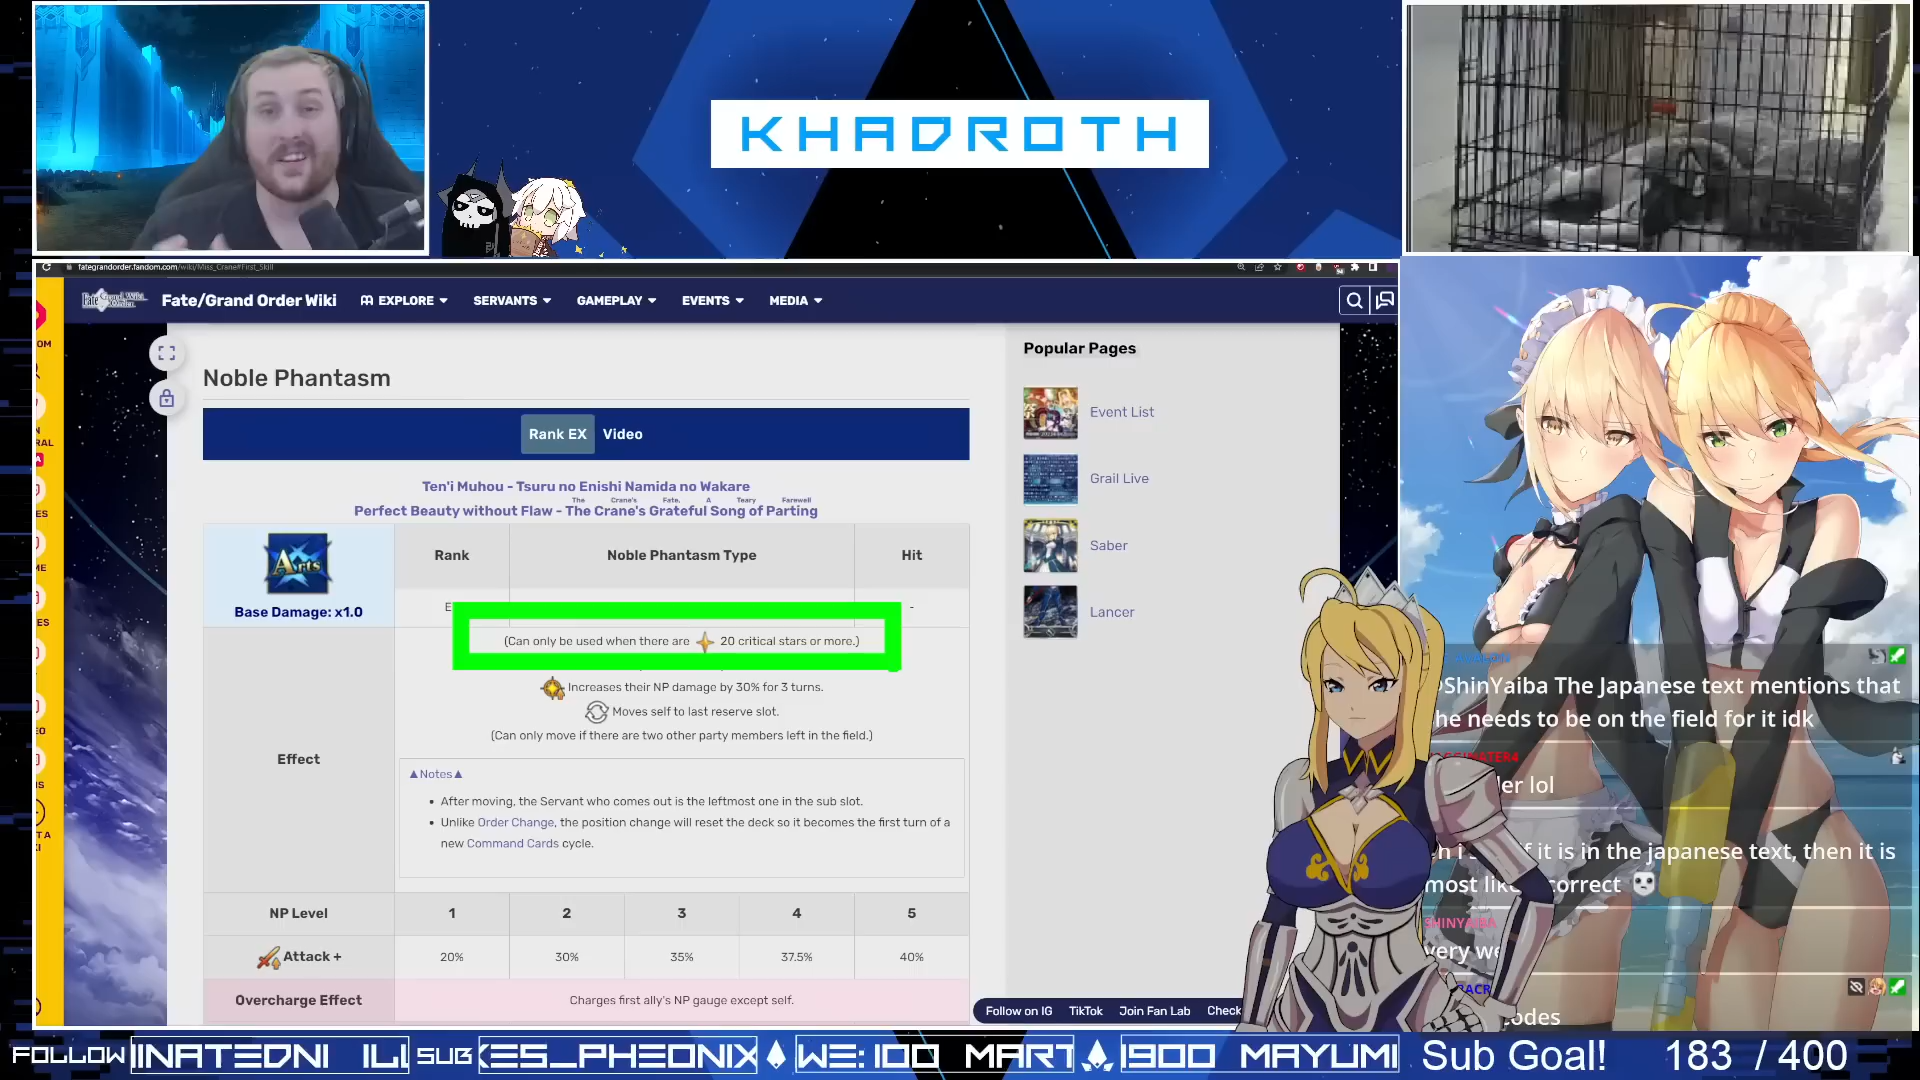 KHADROTH
fategrandorder.fandom.com/wiki/Miss_Crane#First_Skill
Fate/Grand Order Wiki
EXPLORE
SERVANTS
GAMEPLAY
EVENTS
MEDIA
Noble Phantasm
Rank EX
Video
Ten'i Muhou - Tsuru no Enishi Namida no Wakare
The Crane's Fate, A Teary Farewell
Perfect Beauty without Flaw - The Crane's Grateful Song of Parting
Arts
Base Damage: x1.0
Rank
Noble Phantasm Type
Hit
E
-
(Can only be used when there are 20 critical stars or more.)
Increases their NP damage by 30% for 3 turns.
Moves self to last reserve slot.
(Can only move if there are two other party members left in the field.)
Effect
▲Notes▲
• After moving, the Servant who comes out is the leftmost one in the sub slot.
• Unlike Order Change, the position change will reset the deck so it becomes the first turn of a
new Command Cards cycle.
NP Level
1
2
3
4
5
Attack +
20%
30%
35%
37.5%
40%
Overcharge Effect
Charges first ally's NP gauge except self.
Popular Pages
Event List
Grail Live
Saber
Lancer
Follow on IG
TikTok
Join Fan Lab
Check
ShinYaiba The Japanese text mentions that
he needs to be on the field for it idk
ler lol
f it is in the japanese text, then it is
most
correct
SHINYAIBA
very
odes
FOLLOW
SUB
KES_PHEONIX
WE: 100 MART
1900 MAYUMI
Sub Goal!
183 / 400